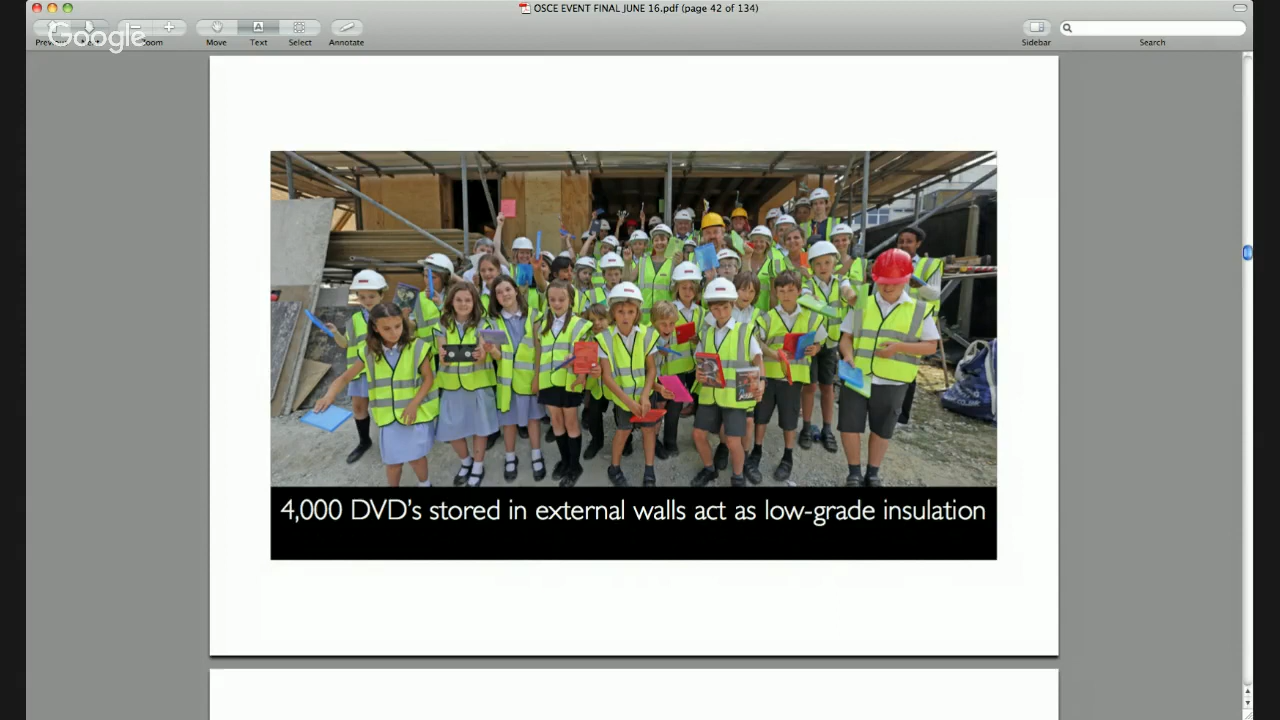 OSCE EVENT FINAL JUNE 16.pdf (page 42 of 134)
Google
Zoom
Move
Text
Select
Annotate
Sidebar
Search
4,000 DVD's stored in external walls act as low-grade insulation